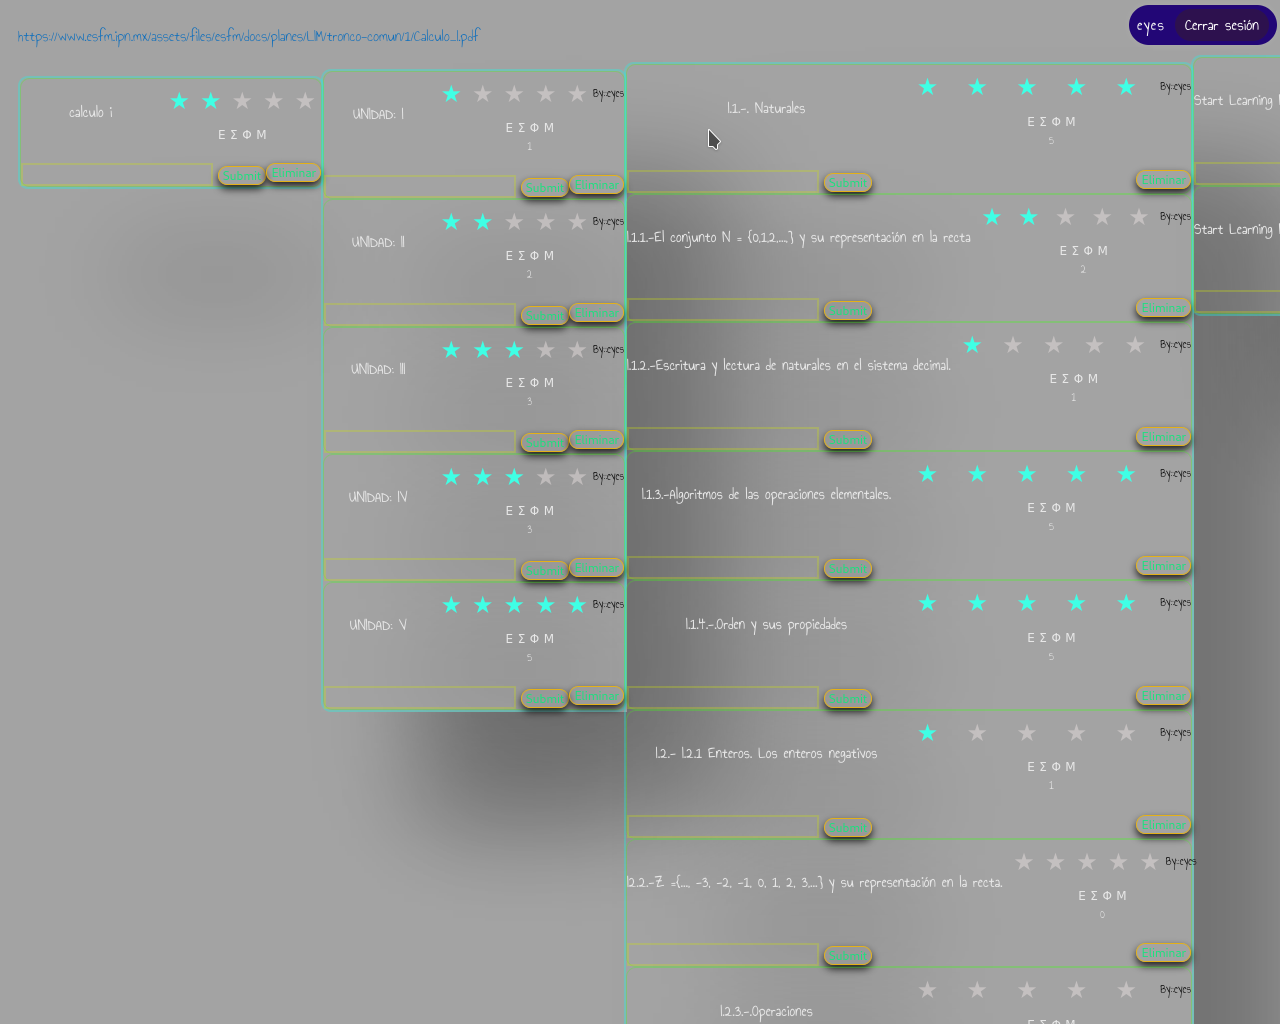 https://www.esfm.ipn.mx/assets/files/esfm/docs/planes/LIM/tronco-comun/1/Calculo_I.pdf
eyes Cerrar sesión
calculo i
Ε Σ Φ Μ
Submit Eliminar
UNIDAD: I
By:eyes
Ε Σ Φ Μ
1
Submit Eliminar
UNIDAD: II
By:eyes
Ε Σ Φ Μ
2
Submit Eliminar
UNIDAD: III
By:eyes
Ε Σ Φ Μ
3
Submit Eliminar
UNIDAD: IV
By:eyes
Ε Σ Φ Μ
3
Submit Eliminar
UNIDAD: V
By:eyes
Ε Σ Φ Μ
5
Submit Eliminar
1.1.-. Naturales
By:eyes
Ε Σ Φ Μ
5
Submit Eliminar
1.1.1.-El conjunto N = {0,1,2,...,} y su representación en la recta
By:eyes
Ε Σ Φ Μ
2
Submit Eliminar
1.1.2.-Escritura y lectura de naturales en el sistema decimal.
By:eyes
Ε Σ Φ Μ
1
Submit Eliminar
1.1.3.-Algoritmos de las operaciones elementales.
By:eyes
Ε Σ Φ Μ
5
Submit Eliminar
1.1.4.-.Orden y sus propiedades
By:eyes
Ε Σ Φ Μ
5
Submit Eliminar
1.2.- 1.2.1 Enteros. Los enteros negativos
By:eyes
Ε Σ Φ Μ
1
Submit Eliminar
1.2.2.-Z ={..., -3, -2, -1, 0, 1, 2, 3,...} y su representación en la recta.
By:eyes
Ε Σ Φ Μ
0
Submit Eliminar
1.2.3.-.Operaciones
By:eyes
Ε Σ Φ Μ
Start Learning
Start Learning